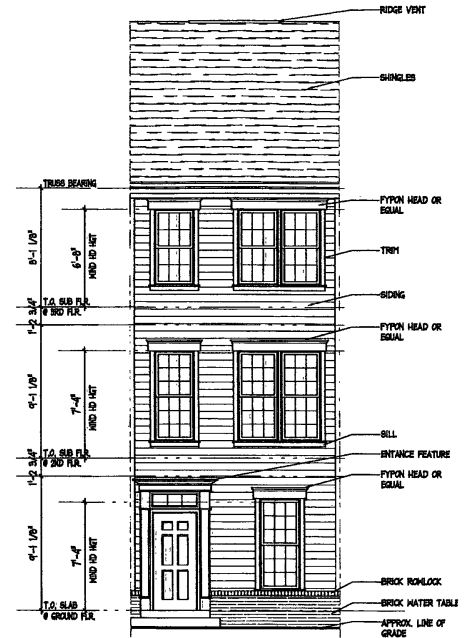 RIDGE VENT
SHINGLES
TRUSS BEARING
FYPON HEAD OR
EQUAL
8'-1 1/8"
6'-8"
WIND HD HGT
TRIM
T.O. SUB FLR.
@ 3RD FLR.
SIDING
1'-2 3/4"
FYPON HEAD OR
EQUAL
9'-1 1/8"
7'-4"
WIND HD HGT
SILL
T.O. SUB FLR.
@ 2ND FLR.
ENTANCE FEATURE
1'-2 3/4"
FYPON HEAD OR
EQUAL
9'-1 1/8"
7'-4"
WIND HD HGT
BRICK ROWLOCK
T.O. SLAB
@ GROUND FLR.
BRICK WATER TABLE
APPROX. LINE OF
GRADE